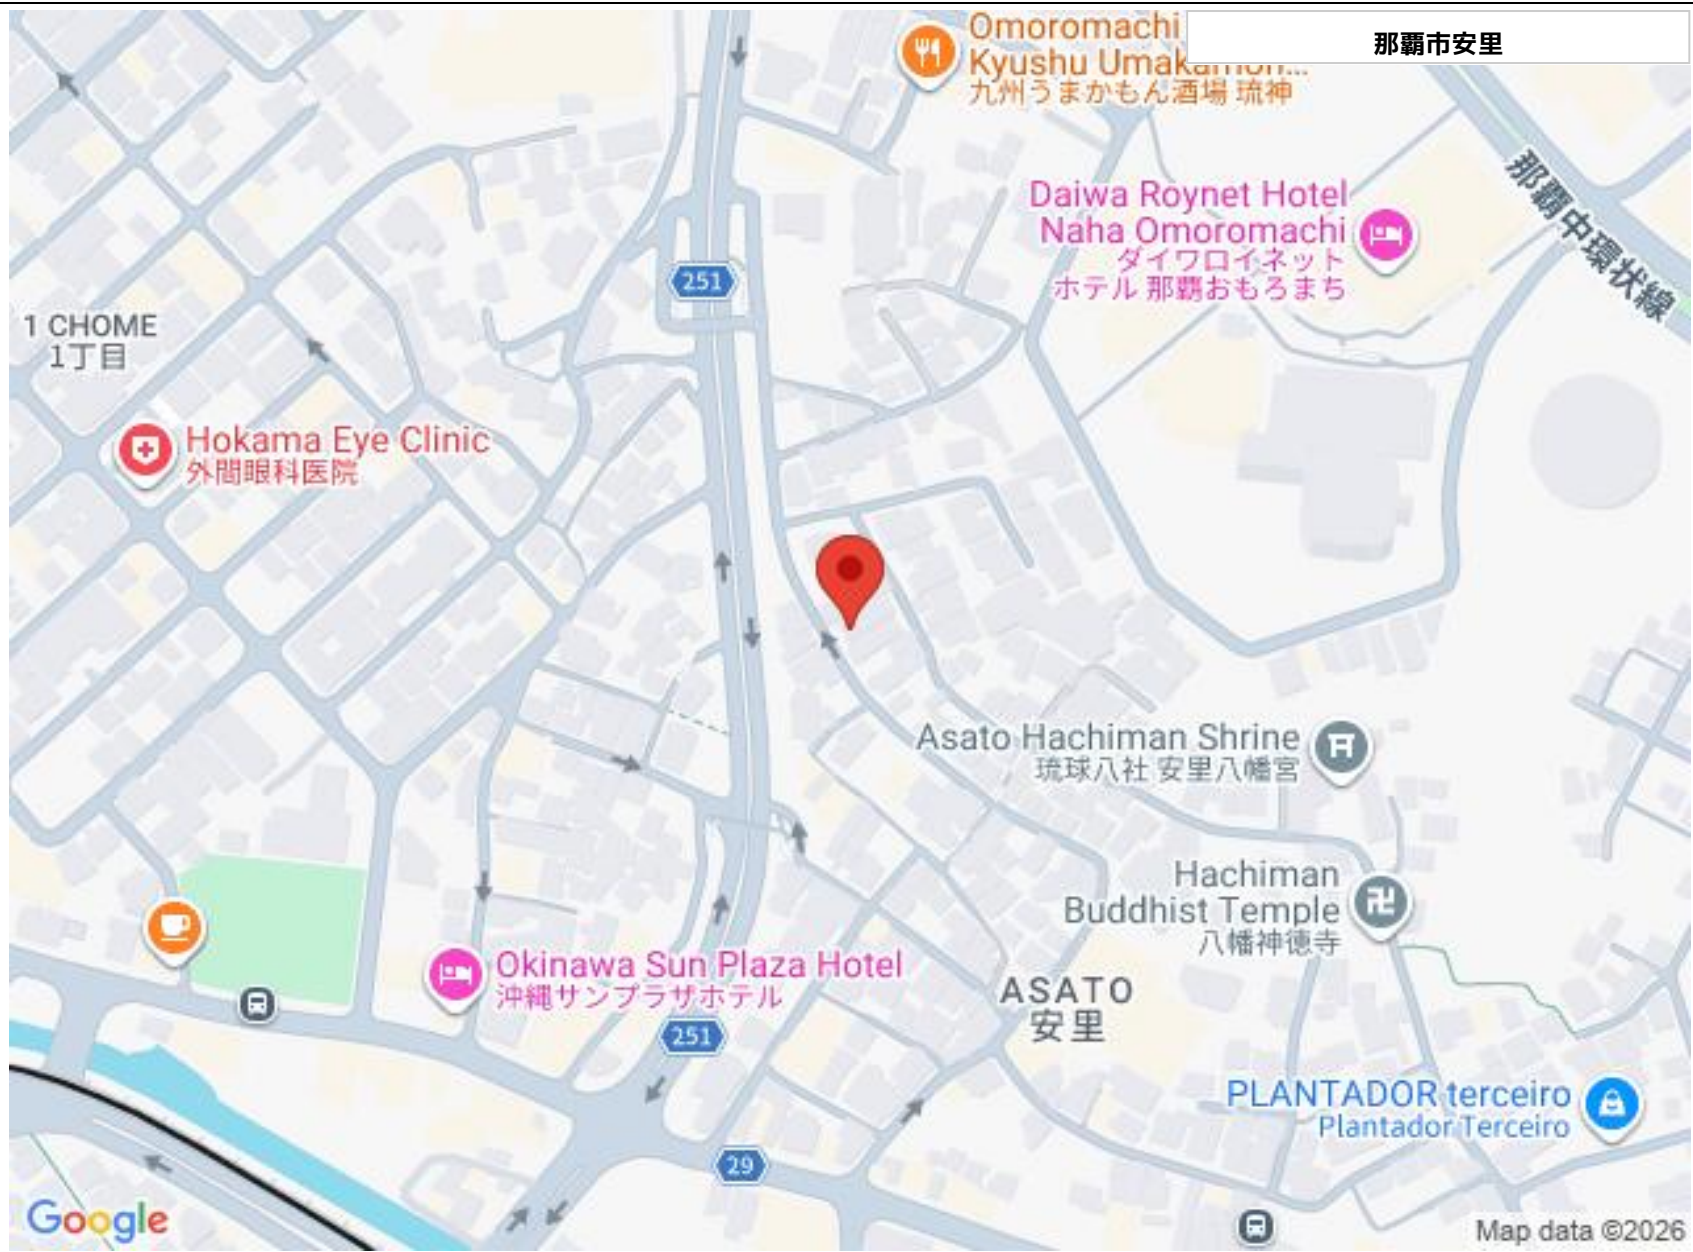 Omoromachi
Kyushu Umakamon...
九州うまかもん酒場 琉神
那覇市安里
Daiwa Roynet Hotel
Naha Omoromachi
ダイワロイネット
ホテル 那覇おもろまち
那覇中環状線
251
1 CHOME
1丁目
Hokama Eye Clinic
外間眼科医院
Asato Hachiman Shrine
琉球八社 安里八幡宮
Hachiman
Buddhist Temple
八幡神徳寺
Okinawa Sun Plaza Hotel
沖縄サンプラザホテル
ASATO
安里
251
PLANTADOR terceiro
Plantador Terceiro
29
Google
Map data ©2026